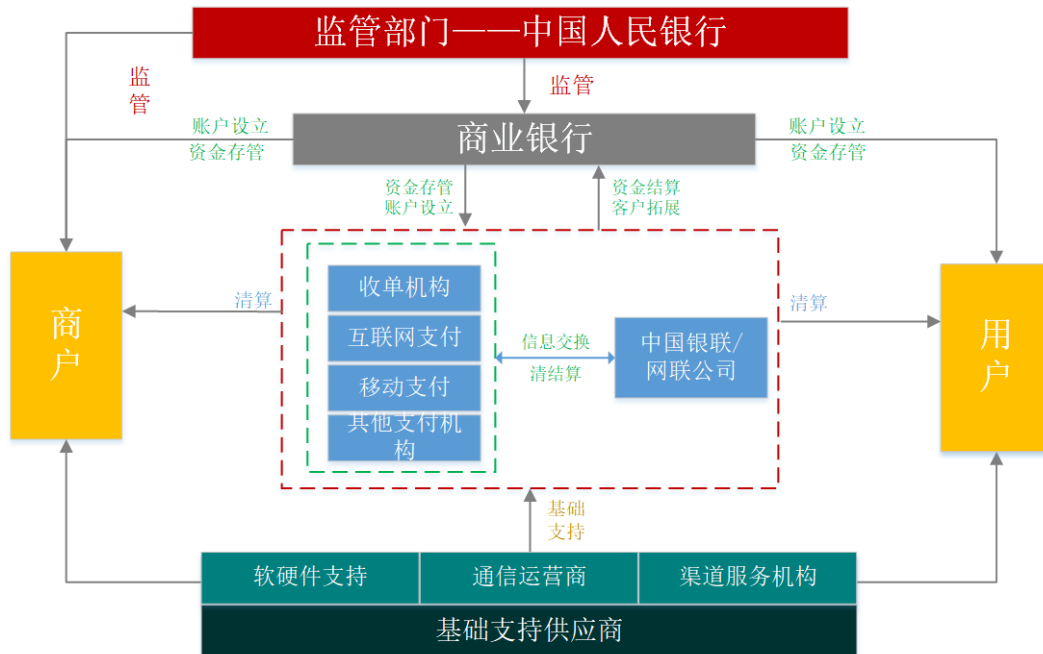 监管部门——中国人民银行
监
管
监管
账户设立
资金存管
商业银行
账户设立
资金存管
资金存管
账户设立
资金结算
客户拓展
商
户
清算
收单机构
互联网支付
移动支付
其他支付机
构
信息交换
清结算
中国银联/
网联公司
清算
用
户
基础
支持
软硬件支持
通信运营商
渠道服务机构
基础支持供应商